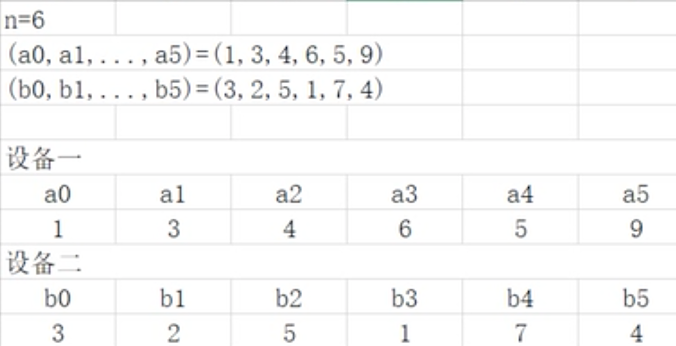 n=6
(a0,a1,...,a5)=(1,3,4,6,5,9)
(b0,b1,...,b5)=(3,2,5,1,7,4)
设备一
a0 a1 a2 a3 a4 a5
1 3 4 6 5 9
设备二
b0 b1 b2 b3 b4 b5
3 2 5 1 7 4